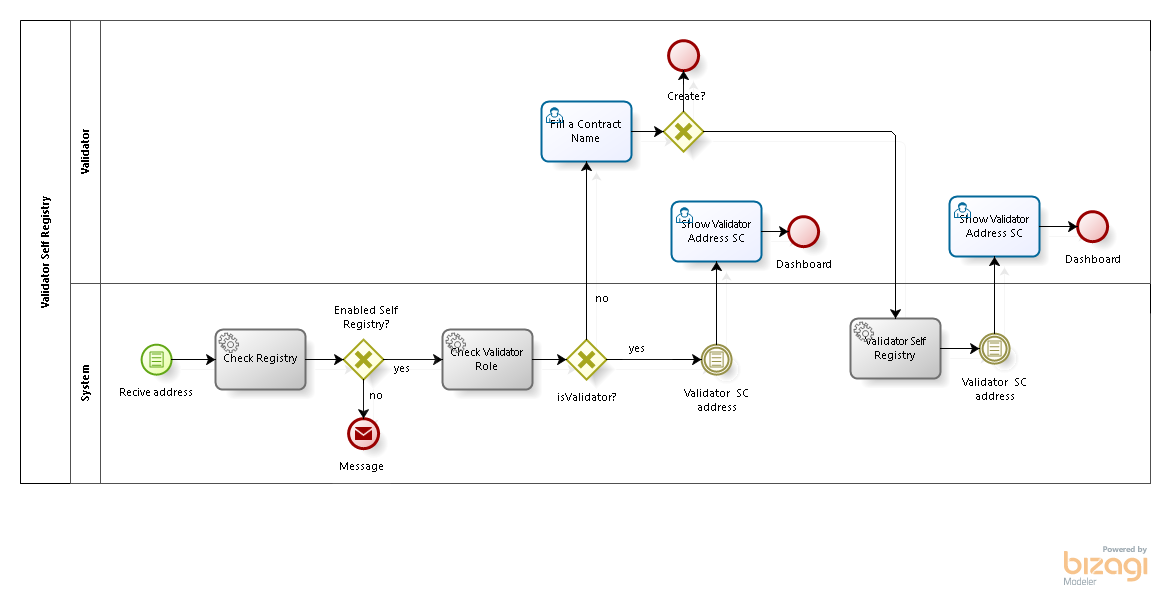 Validator Self Registry
Validator
System
Create?
Fill a Contract
Name
Show Validator
Address SC
Dashboard
Show Validator
Address SC
Dashboard
no
Enabled Self
Registry?
Recive address
Check Registry
yes
no
Message
Check Validator
Role
isValidator?
yes
Validator SC
address
Validator Self
Registry
Validator SC
address
Powered by
bizagi
Modeler